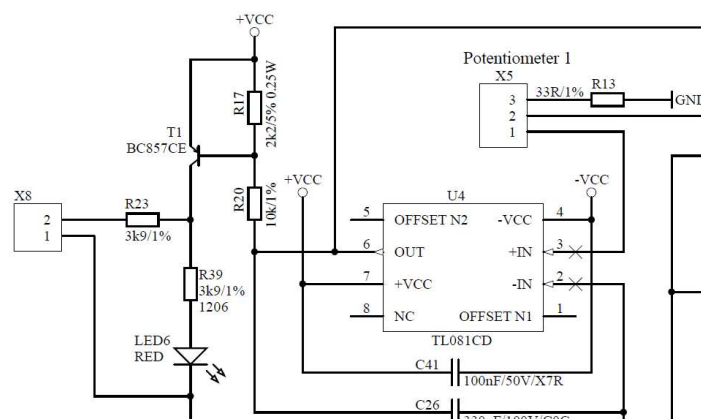 +VCC
Potentiometer 1
X5
R17
2k2/5% 0.25W
3
33R/1%
R13
GND
2
1
T1
BC857CE
+VCC
-VCC
R20
10k/1%
U4
X8
2
1
R23
3k9/1%
5
OFFSET N2
-VCC
4
6
OUT
+IN
3
7
+VCC
-IN
2
8
NC
OFFSET N1
1
TL081CD
R39
3k9/1%
1206
LED6
RED
C41
100nF/50V/X7R
C26